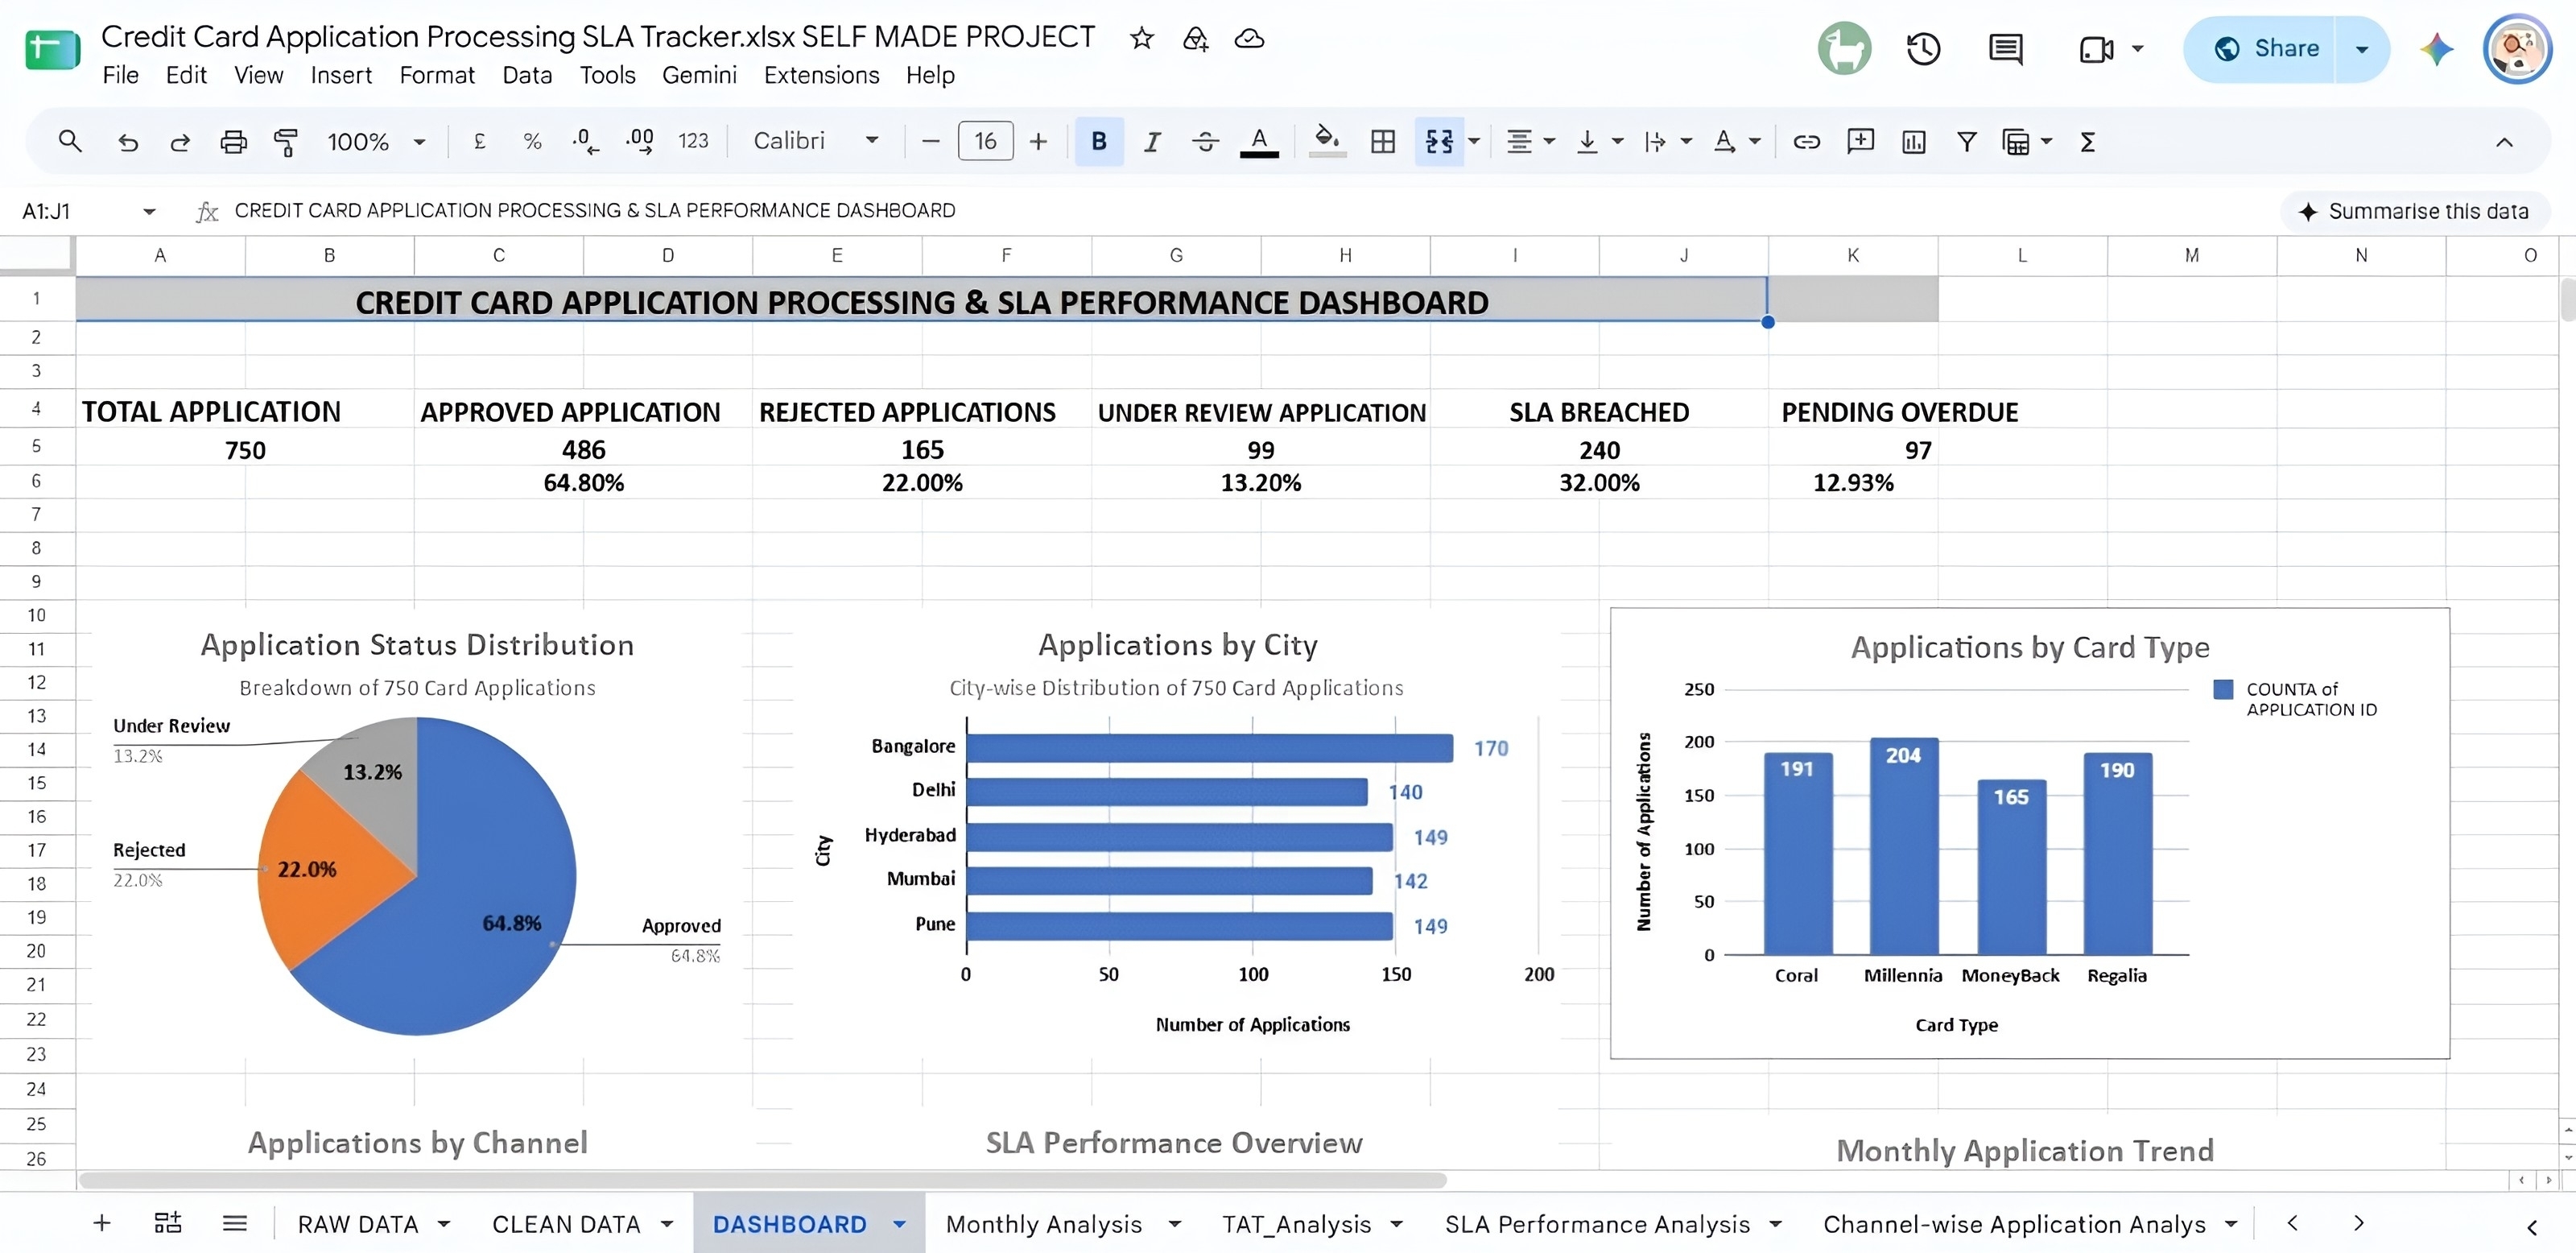 Credit Card Application Processing SLA Tracker.xlsx SELF MADE PROJECT
File Edit View Insert Format Data Tools Gemini Extensions Help
Share
100% £ % .0 .00 123 Calibri 16 B I A Σ
A1:J1 fx CREDIT CARD APPLICATION PROCESSING & SLA PERFORMANCE DASHBOARD
Summarise this data
A B C D E F G H I J K L M N O
1 CREDIT CARD APPLICATION PROCESSING & SLA PERFORMANCE DASHBOARD
2
3
4 TOTAL APPLICATION APPROVED APPLICATION REJECTED APPLICATIONS UNDER REVIEW APPLICATION SLA BREACHED PENDING OVERDUE
5 750 486 165 99 240 97
6 64.80% 22.00% 13.20% 32.00% 12.93%
7
8
9
10
11
12
13
14
15
16
17
18
19
20
21
22
23
24
25
26
Application Status Distribution
Breakdown of 750 Card Applications
Under Review
13.2%
13.2%
Rejected
22.0%
22.0%
64.8%
Approved
64.8%
Applications by City
City-wise Distribution of 750 Card Applications
City
Bangalore 170
Delhi 140
Hyderabad 149
Mumbai 142
Pune 149
0 50 100 150 200
Number of Applications
Applications by Card Type
COUNTA of
APPLICATION ID
Number of Applications
250
200
150
100
50
0
191 204 165 190
Coral Millennia MoneyBack Regalia
Card Type
Applications by Channel
SLA Performance Overview
Monthly Application Trend
RAW DATA CLEAN DATA DASHBOARD Monthly Analysis TAT_Analysis SLA Performance Analysis Channel-wise Application Analys